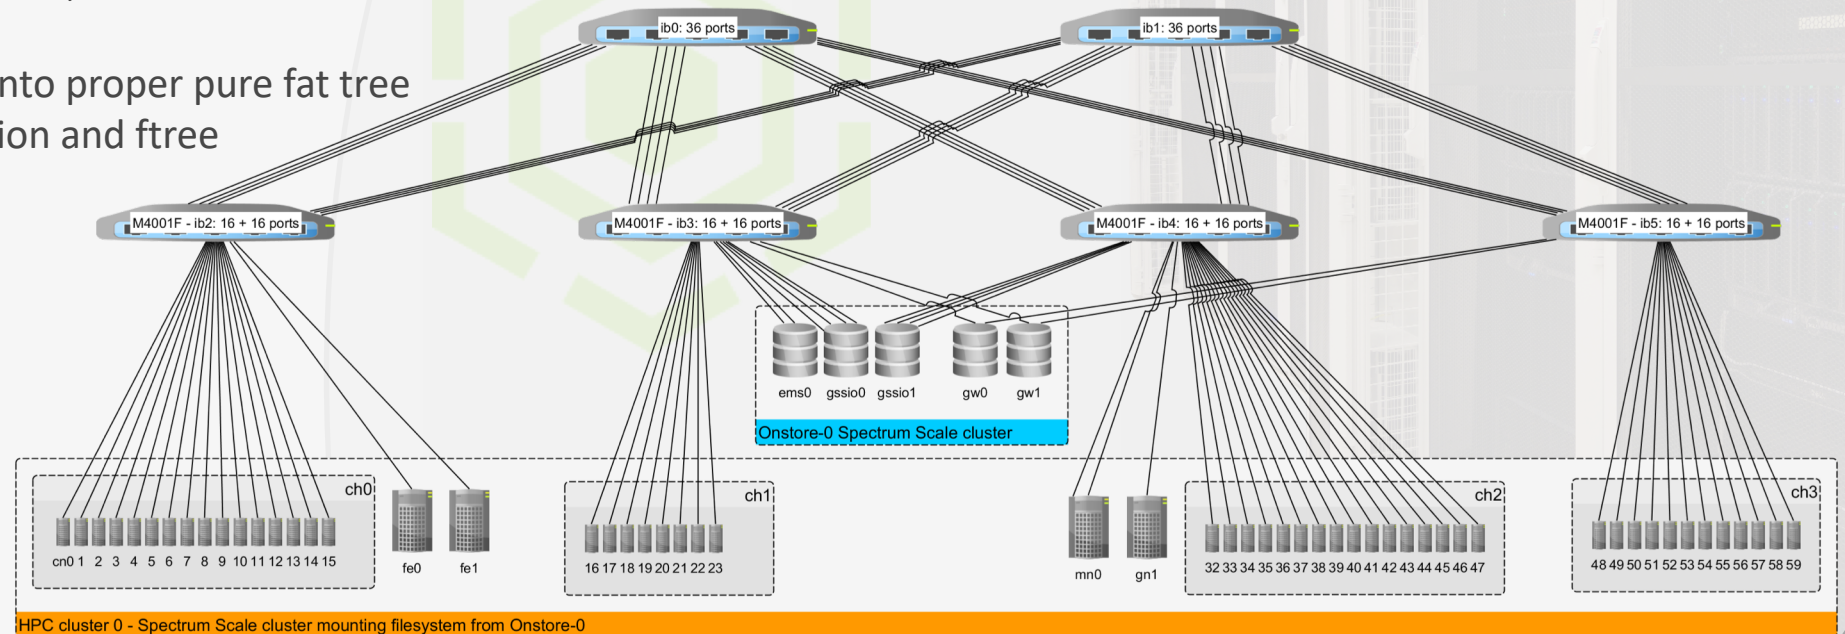 ib0: 36 ports
ib1: 36 ports
nto proper pure fat tree
ion and ftree
M4001F - ib2: 16 + 16 ports
M4001F - ib3: 16 + 16 ports
M4001F - ib4: 16 + 16 ports
M4001F - ib5: 16 + 16 ports
ems0 gssio0 gssio1 gw0 gw1
Onstore-0 Spectrum Scale cluster
ch0
ch1
ch2
ch3
cn0 1 2 3 4 5 6 7 8 9 10 11 12 13 14 15
fe0 fe1
16 17 18 19 20 21 22 23
mn0 gn1
32 33 34 35 36 37 38 39 40 41 42 43 44 45 46 47
48 49 50 51 52 53 54 55 56 57 58 59
HPC cluster 0 - Spectrum Scale cluster mounting filesystem from Onstore-0